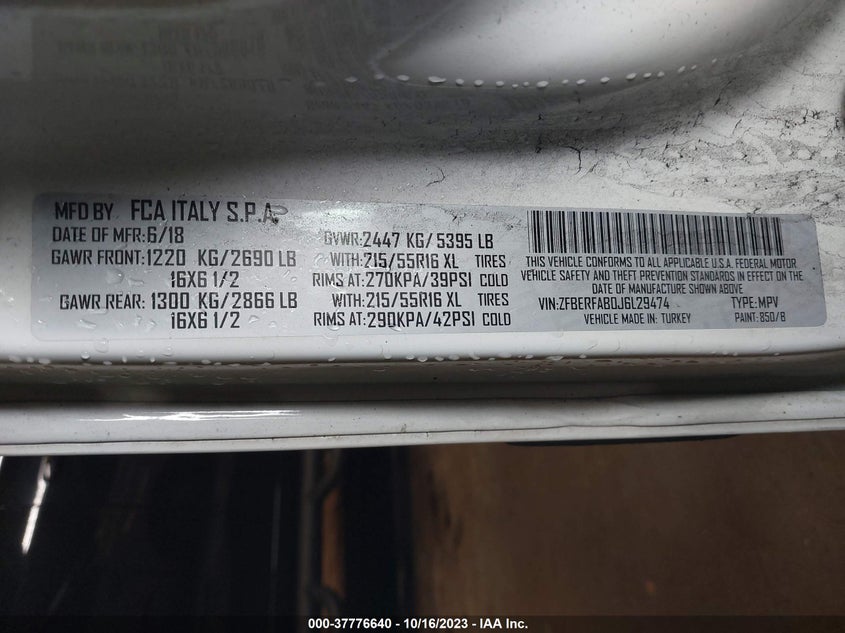 MFD BY FCA ITALY S.P.A
DATE OF MFR:6/18 GVWR:2447 KG/ 5395 LB
GAWR FRONT:1220 KG/2690 LB WITH:215/55R16 XL TIRES
16X6 1/2 RIMS AT:270KPA/39PSI COLD
GAWR REAR: 1300 KG/2866 LB WITH:215/55R16 XL TIRES
16X6 1/2 RIMS AT:290KPA/42PSI COLD
THIS VEHICLE CONFORMS TO ALL APPLICABLE U.S.A. FEDERAL MOTOR
VEHICLE SAFETY AND THEFT PREVENTION STANDARDS IN EFFECT ON THE
DATE OF MANUFACTURE SHOWN ABOVE.
VIN:ZFBERFAB0J6L29474 TYPE:MPV
VEHICLE MADE IN: TURKEY PAINT: 850/B
000-37776640 - 10/16/2023 - IAA Inc.